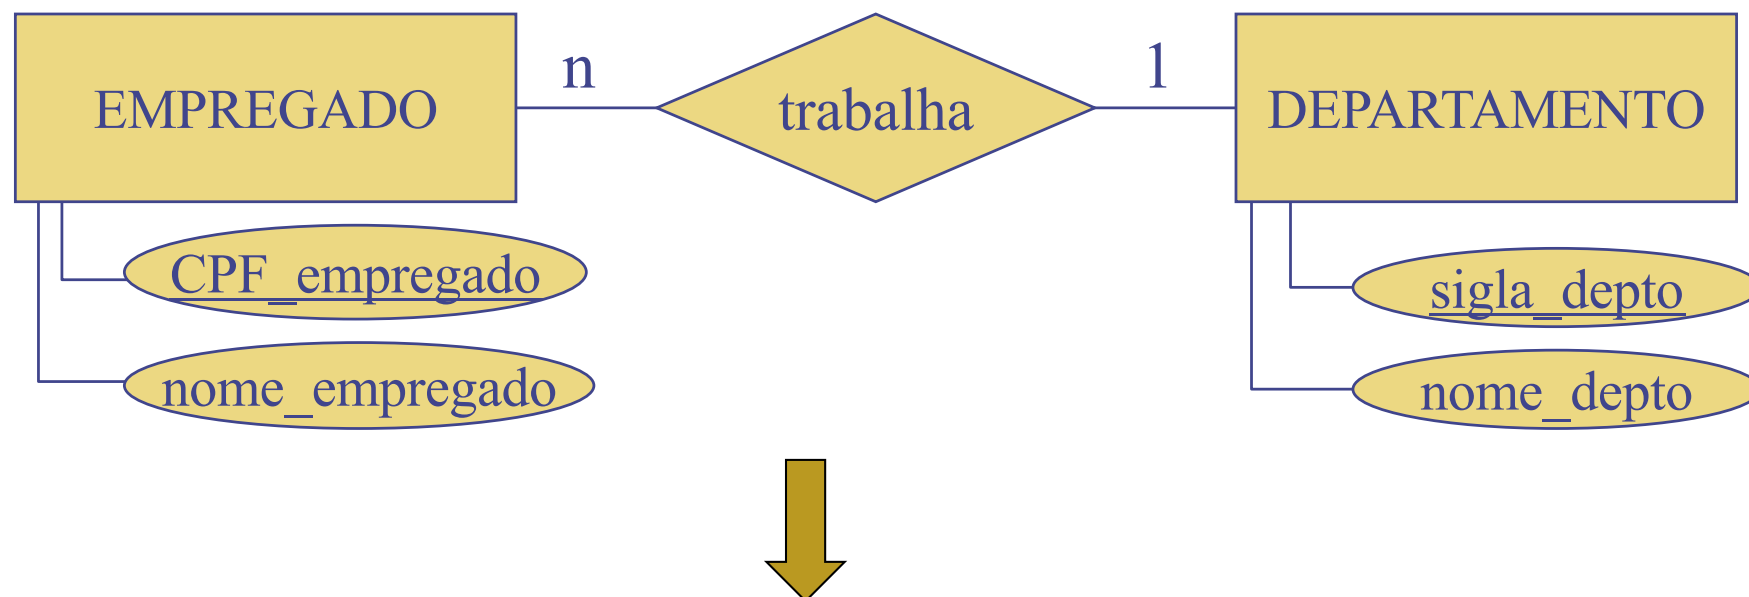 n
1
EMPREGADO
trabalha
DEPARTAMENTO
CPF_empregado
sigla_depto
nome_empregado
nome_depto